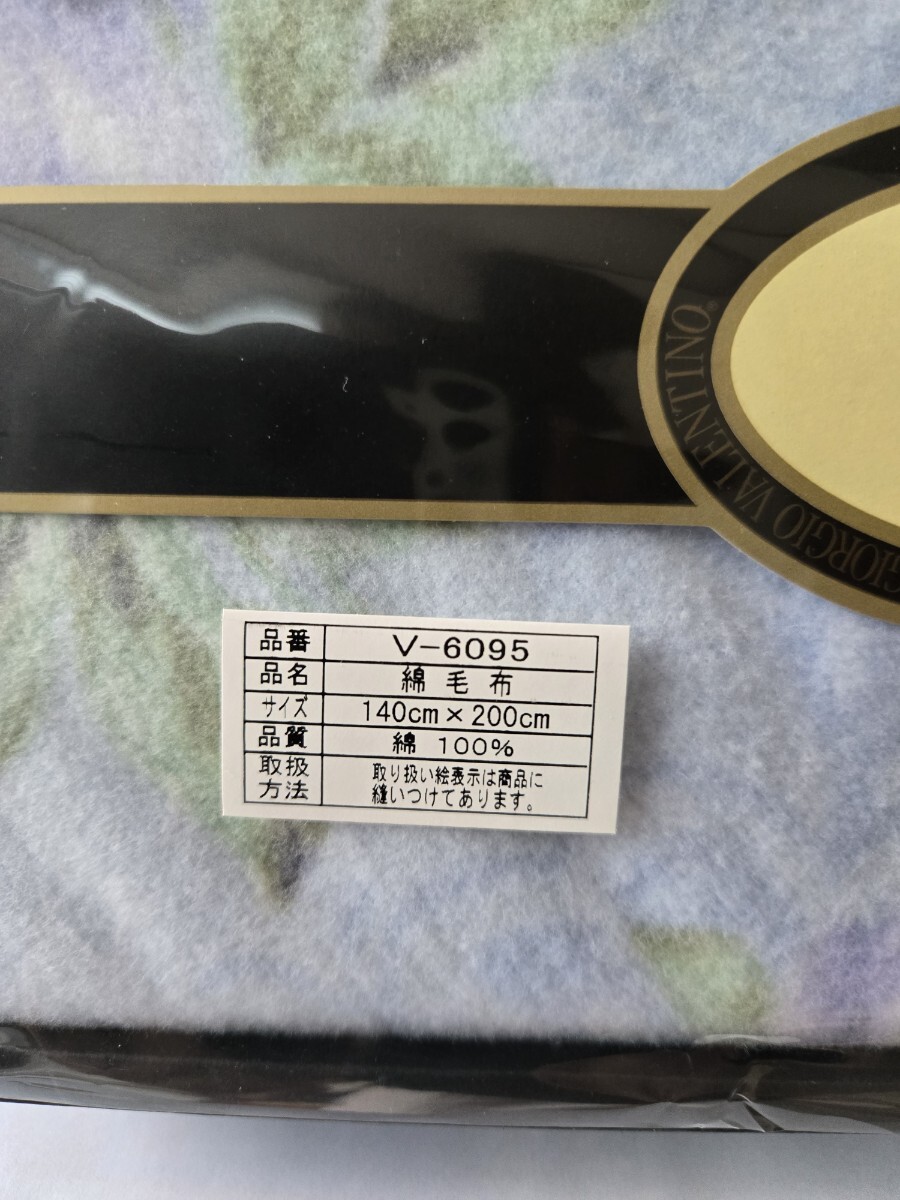 GIORGIO VALENTINO®
品番 V-6095
品名 綿毛布
サイズ 140cm×200cm
品質 綿 100%
取扱方法 取り扱い絵表示は商品に
縫いつけてあります。